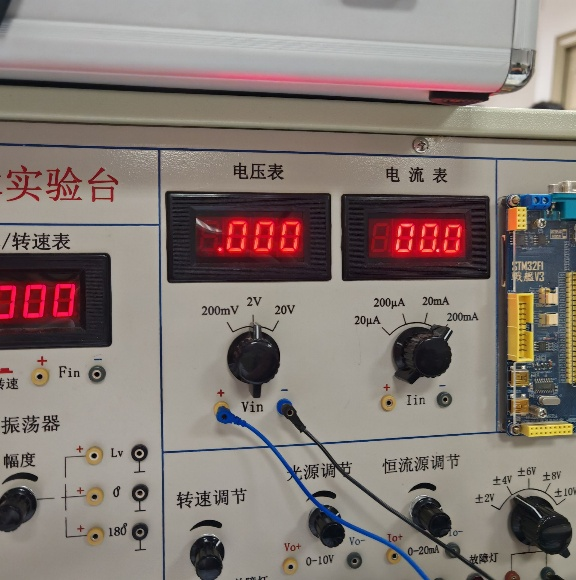 实验台
电压表
电流表
/转速表
.000
00.0
000
STM32F1
战舰V3
200mV
2V
20V
20μA
200μA
20mA
200mA
转速
+
Fin
−
+
Vin
−
+
Iin
−
振荡器
幅度
+
Lv
+
0°
+
180°
转速调节
光源调节
恒流源调节
±2V
±4V
±6V
±8V
±10V
Vo+
0-10V
Vo-
Io+
0-20mA
Io-
故障灯